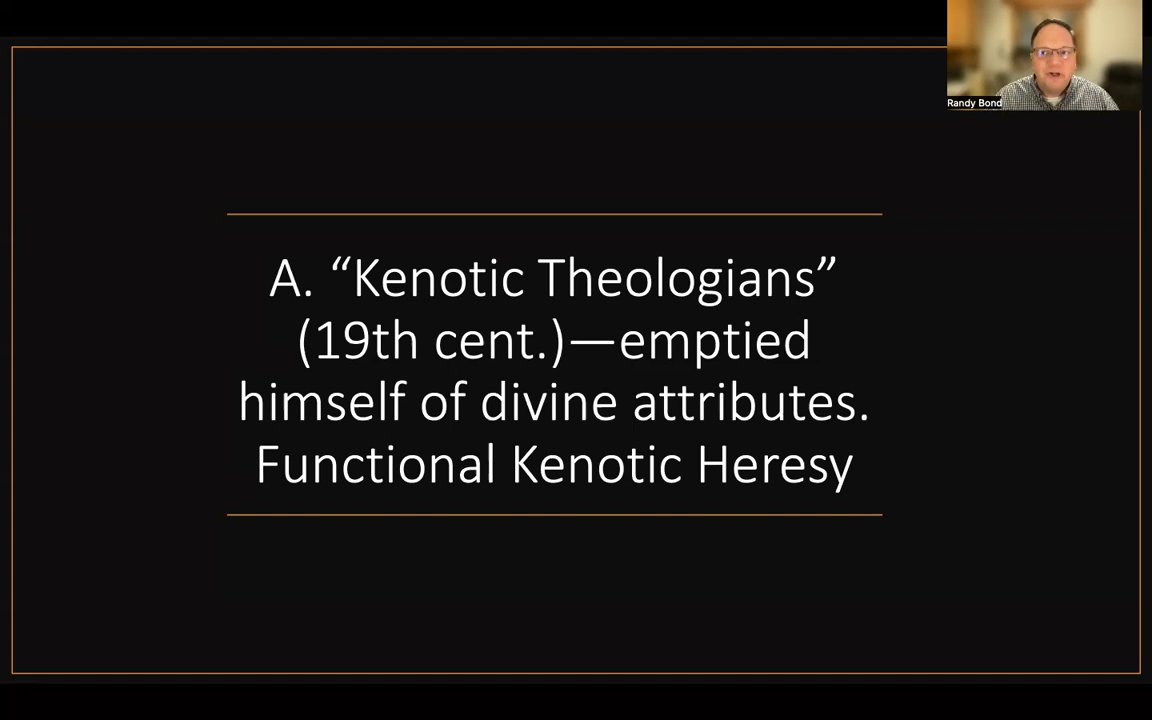 Randy Bond
A. “Kenotic Theologians”
(19th cent.)—emptied
himself of divine attributes.
Functional Kenotic Heresy